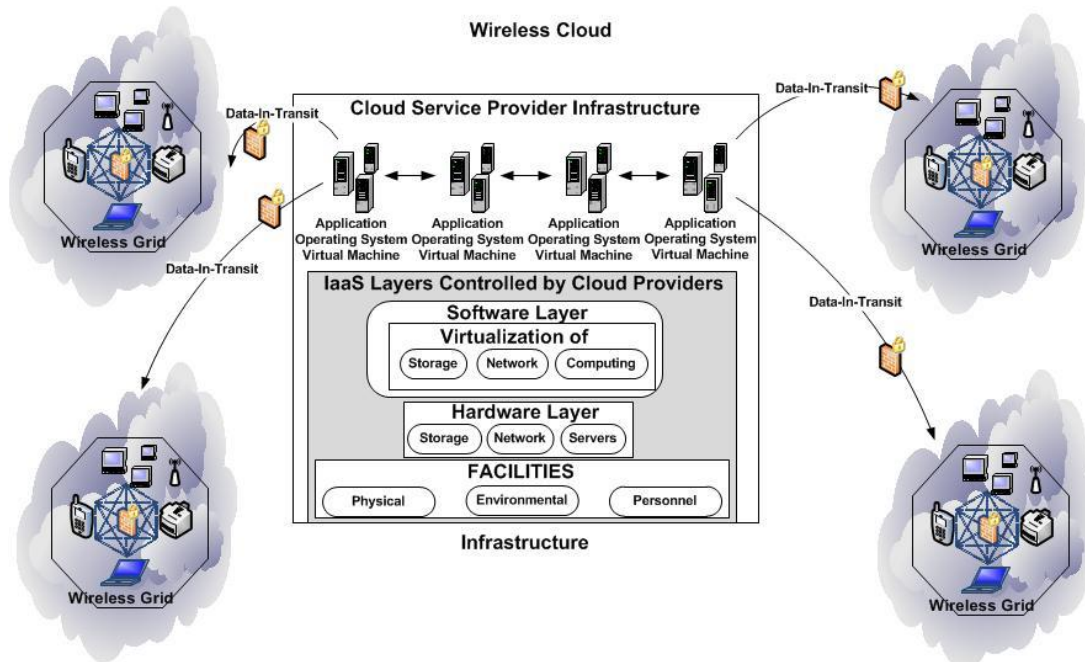 Wireless Cloud
Cloud Service Provider Infrastructure
Data-In-Transit
Data-In-Transit
Wireless Grid
Wireless Grid
Application
Operating System
Virtual Machine
Application
Operating System
Virtual Machine
Application
Operating System
Virtual Machine
Application
Operating System
Virtual Machine
Data-In-Transit
Data-In-Transit
IaaS Layers Controlled by Cloud Providers
Software Layer
Virtualization of
Storage Network Computing
Hardware Layer
Storage Network Servers
FACILITIES
Physical Environmental Personnel
Infrastructure
Wireless Grid
Wireless Grid